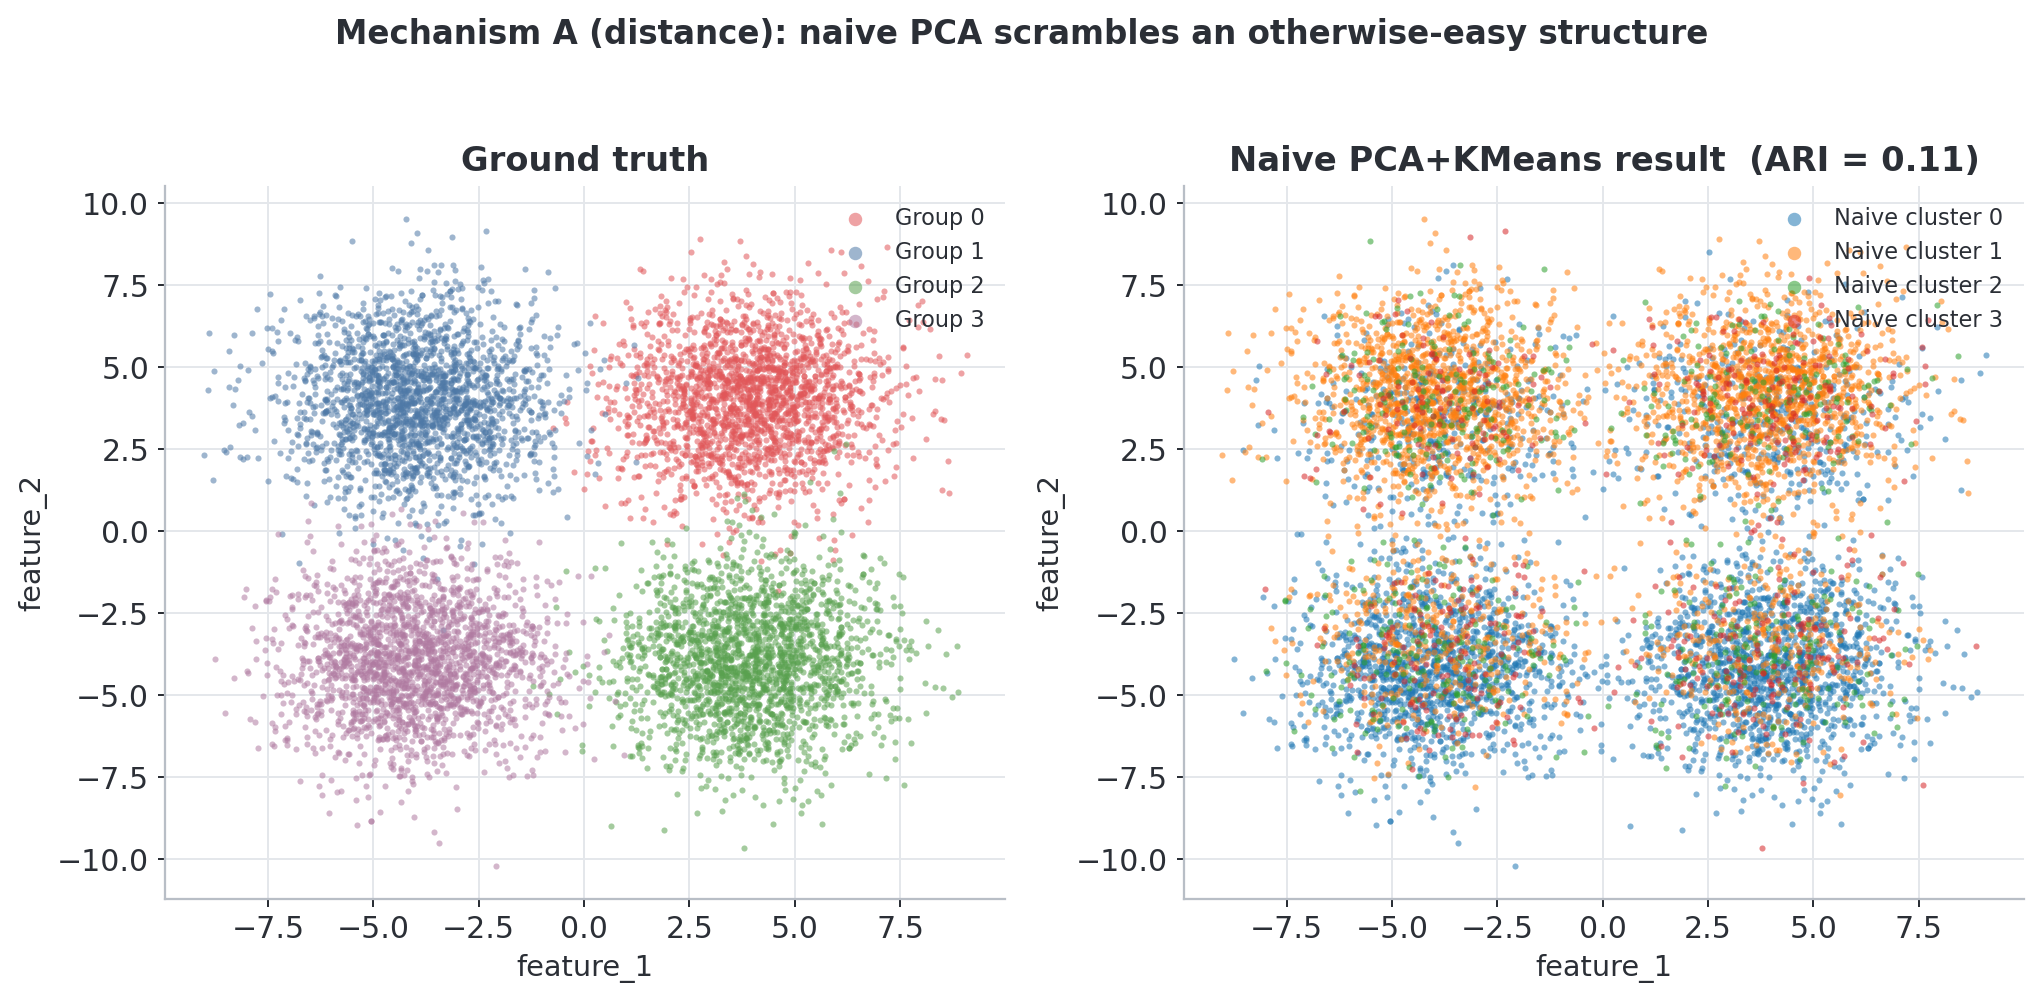 Mechanism A (distance): naive PCA scrambles an otherwise-easy structure
Ground truth
10.0
7.5
5.0
2.5
0.0
−2.5
−5.0
−7.5
−10.0
feature_2
−7.5
−5.0
−2.5
0.0
2.5
5.0
7.5
feature_1
Group 0
Group 1
Group 2
Group 3
Naive PCA+KMeans result (ARI = 0.11)
10.0
7.5
5.0
2.5
0.0
−2.5
−5.0
−7.5
−10.0
feature_2
−7.5
−5.0
−2.5
0.0
2.5
5.0
7.5
feature_1
Naive cluster 0
Naive cluster 1
Naive cluster 2
Naive cluster 3